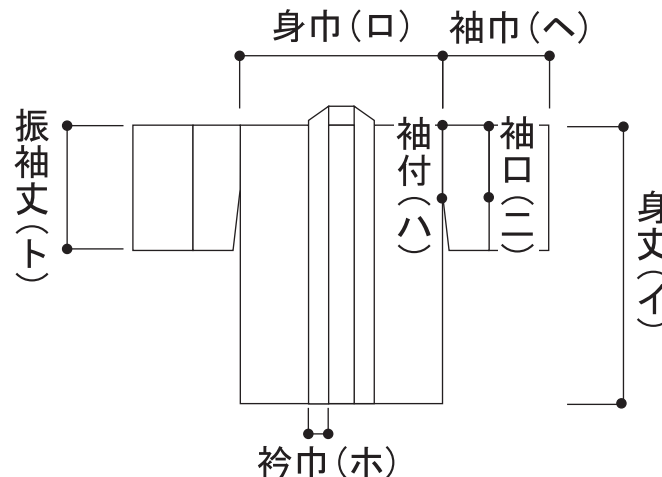 身巾(ロ)
袖巾(ヘ)
振袖丈(ト)
袖付(ハ)
袖口(ニ)
身丈(イ)
衿巾(ホ)